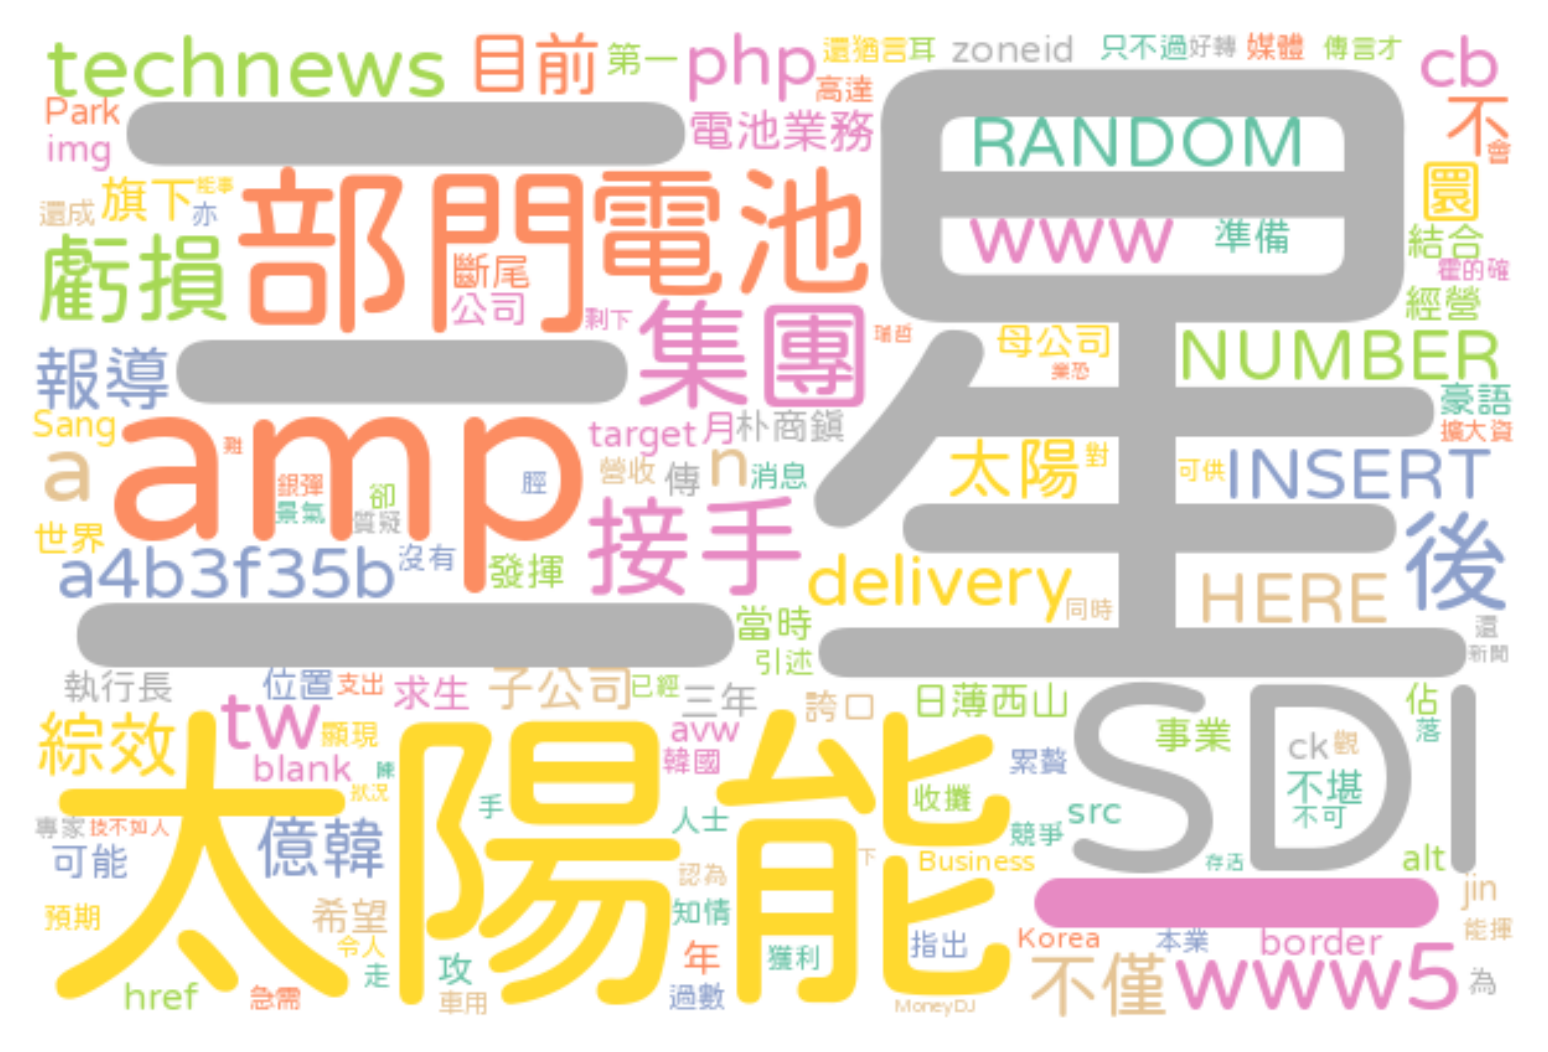 technews 目前 第一 php 還猶言耳 zoneid 只不過 好轉 媒體 傳言才 cb
Park 高達 不
img 電池業務 RANDOM 會
三星
旗下 能事 部門 電池 圜
還成 亦 www 準備 結合
虧損 斷尾 霍的確
公司 剩下 集團 瑞哲 母公司 經營
報導 業恐 NUMBER
Sang amp 難 target 月 朴商鎮 豪語
擴大資
a 銀彈 卻 脛 營收 傳 n 消息 太陽 對 可供 INSERT
景氣 質疑
世界 接手 後
a4b3f35b 沒有 發揮 delivery 同時 HERE
當時 還
引述 新聞
執行長 位置 支出 求生 子公司 已經 三年 誇口 日薄西山 SDI 佔
綜效 tw 顯現 avw 事業 落
blank 陳 韓國 累贅 ck 觀
太陽能 狀況 收攤 不堪
專家 技不如人 億韓 手 人士 競爭 src 不可
可能 認為 下 Business 存活 alt
一 jin
預期 希望 知情 能揮
令人 走 攻 年 獲利 指出 Korea 本業 border
href 急需 車用 過數 MoneyDJ 不僅 www5 為